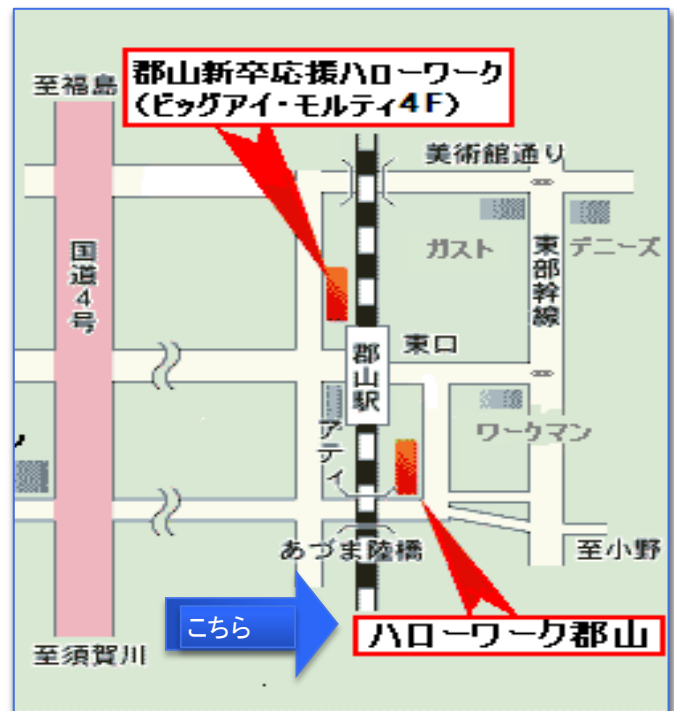 郡山新卒応援ハローワーク
（ビッグアイ・モルティ４Ｆ）
至福島
美術館通り
国道４号
ガスト
東部幹線
デニーズ
東口
郡山駅
アティ
ワークマン
あづま陸橋
至小野
こちら
ハローワーク郡山
至須賀川